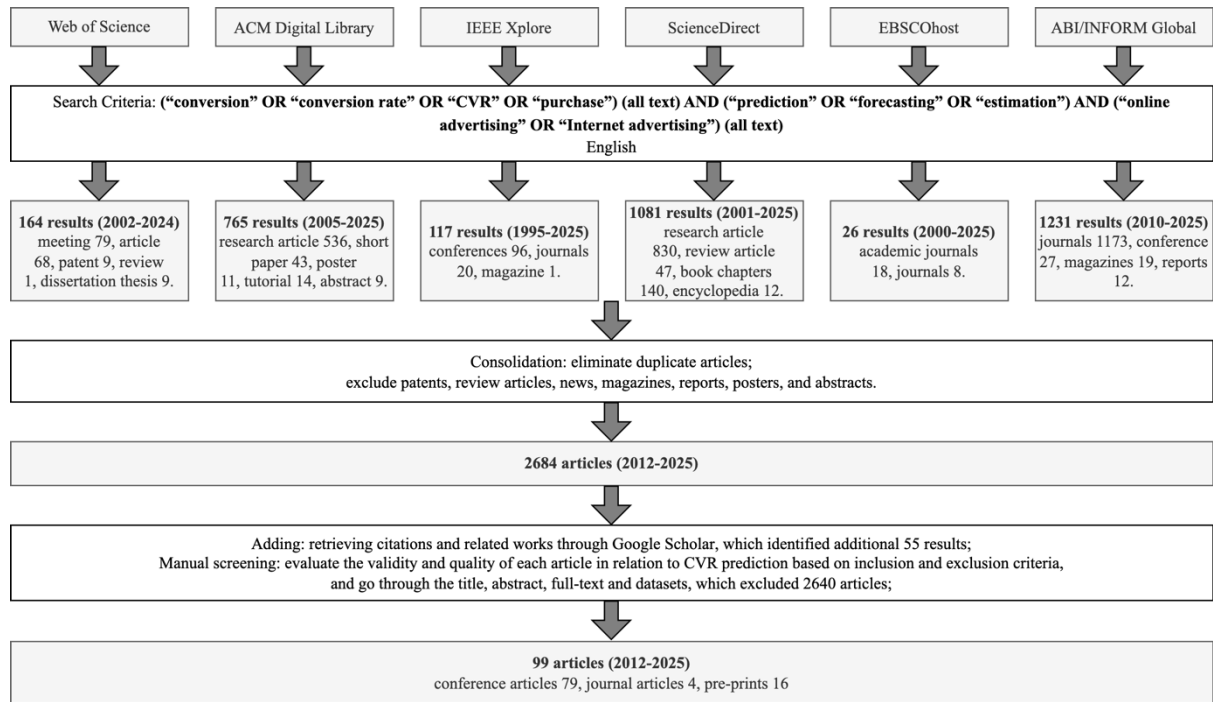 Web of Science
ACM Digital Library
IEEE Xplore
ScienceDirect
EBSCOhost
ABI/INFORM Global
Search Criteria: (“conversion” OR “conversion rate” OR “CVR” OR “purchase”) (all text) AND (“prediction” OR “forecasting” OR “estimation”) AND (“online
advertising” OR “Internet advertising”) (all text)
English
164 results (2002-2024)
meeting 79, article
68, patent 9, review
1, dissertation thesis 9.
765 results (2005-2025)
research article 536, short
paper 43, poster
11, tutorial 14, abstract 9.
117 results (1995-2025)
conferences 96, journals
20, magazine 1.
1081 results (2001-2025)
research article
830, review article
47, book chapters
140, encyclopedia 12.
26 results (2000-2025)
academic journals
18, journals 8.
1231 results (2010-2025)
journals 1173, conference
27, magazines 19, reports
12.
Consolidation: eliminate duplicate articles;
exclude patents, review articles, news, magazines, reports, posters, and abstracts.
2684 articles (2012-2025)
Adding: retrieving citations and related works through Google Scholar, which identified additional 55 results;
Manual screening: evaluate the validity and quality of each article in relation to CVR prediction based on inclusion and exclusion criteria,
and go through the title, abstract, full-text and datasets, which excluded 2640 articles;
99 articles (2012-2025)
conference articles 79, journal articles 4, pre-prints 16